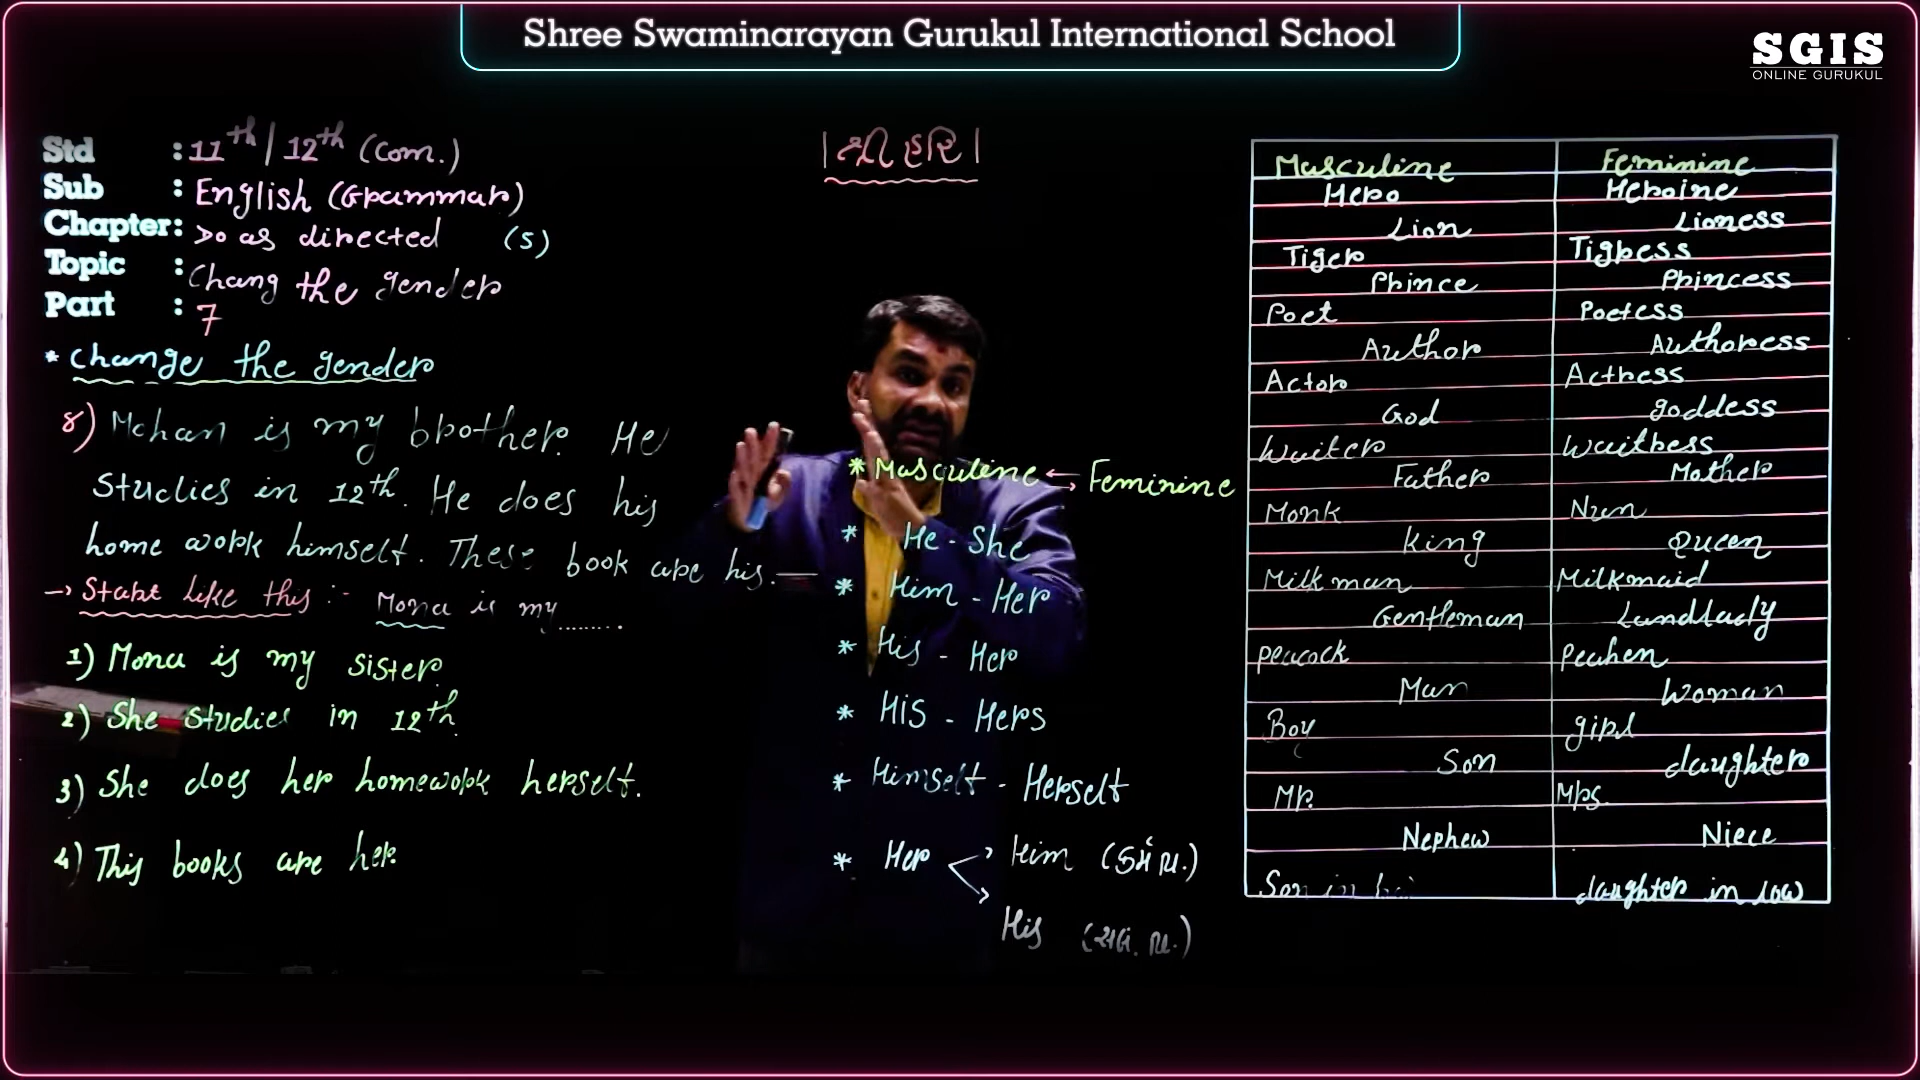 Shree Swaminarayan Gurukul International School
SGIS
ONLINE GURUKUL
Std : 11th / 12th (Com.)
Sub : English (Grammar)
Chapter: Do as directed (5)
Topic : Chang the gender
Part : 7
* Change the gender
8) Mohan is my brother. He
Studies in 12th. He does his
home work himself. These book are his.
→ Start like this :- Mona is my ........
1) Mona is my sister.
2) She studies in 12th.
3) She does her homework herself.
4) This books are her.
| શ્રી હરિ |
* Masculine ⇄ Feminine
* He - She
* Him - Her
* His - Her
* HIS - Hers
* Himself - Herself
* Her → Him (કર્મ વિ.)
→ His (સાર્વ. વિ.)
Masculine Feminine
Hero Heroine
Lion Lioness
Tiger Tigress
Prince Princess
Poet Poetess
Author Authoress
Actor Actress
God goddess
Waiter Waitress
Father Mother
Monk Nun
King Queen
Milkman Milkmaid
Gentleman Landlady
peacock Peahen
Man Woman
Boy girl
Son daughter
Mr. Mrs.
Nephew Niece
Son in daughter in low